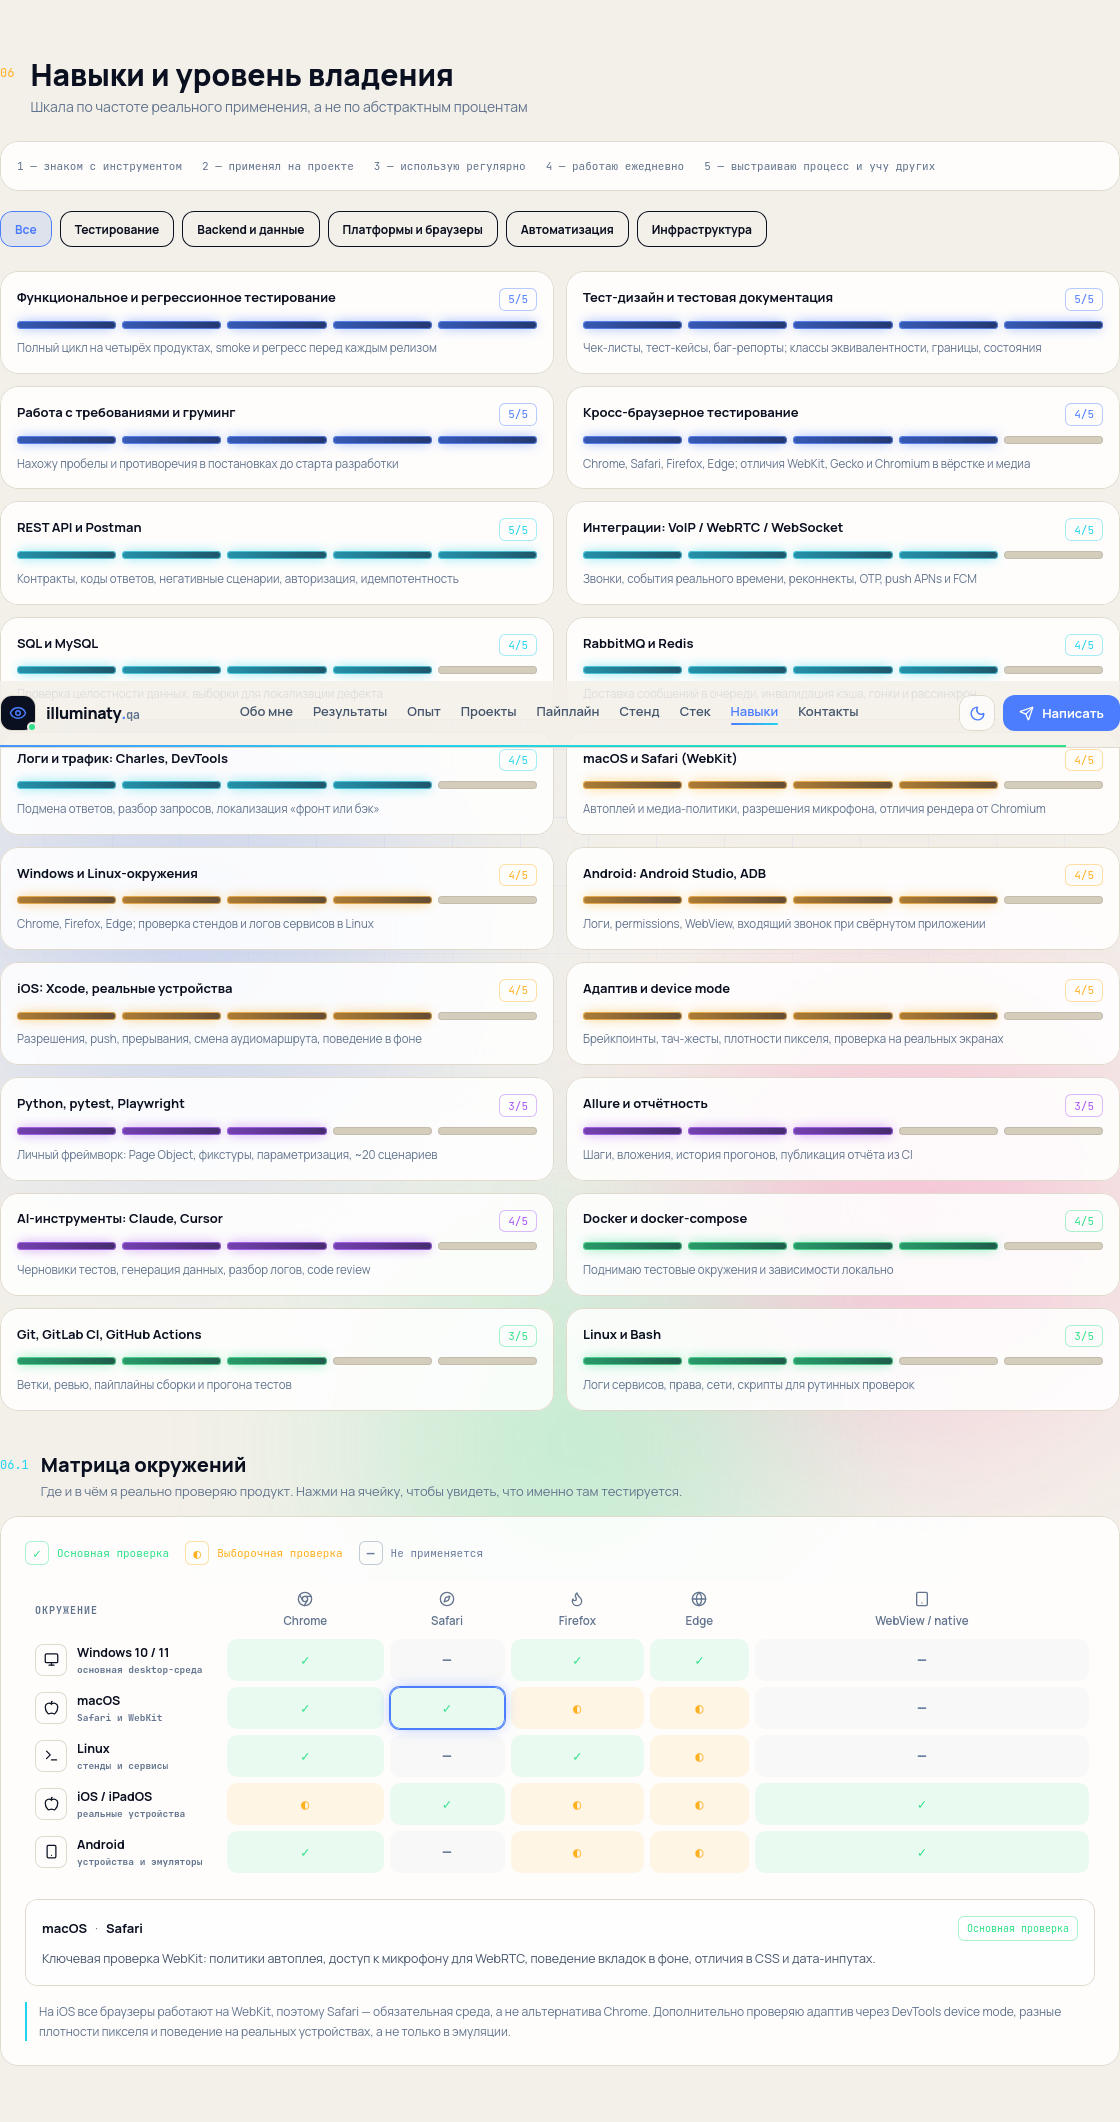 06
Навыки и уровень владения
Шкала по частоте реального применения, а не по абстрактным процентам
1 — знаком с инструментом 2 — применял на проекте 3 — использую регулярно 4 — работаю ежедневно 5 — выстраиваю процесс и учу других
Все Тестирование Backend и данные Платформы и браузеры Автоматизация Инфраструктура
Функциональное и регрессионное тестирование 5/5
Полный цикл на четырёх продуктах, smoke и регресс перед каждым релизом
Тест-дизайн и тестовая документация 5/5
Чек-листы, тест-кейсы, баг-репорты; классы эквивалентности, границы, состояния
Работа с требованиями и груминг 5/5
Нахожу пробелы и противоречия в постановках до старта разработки
Кросс-браузерное тестирование 4/5
Chrome, Safari, Firefox, Edge; отличия WebKit, Gecko и Chromium в вёрстке и медиа
REST API и Postman 5/5
Контракты, коды ответов, негативные сценарии, авторизация, идемпотентность
Интеграции: VoIP / WebRTC / WebSocket 4/5
Звонки, события реального времени, реконнекты, OTP, push APNs и FCM
SQL и MySQL 4/5
Проверка целостности данных, выборки для локализации дефекта
RabbitMQ и Redis 4/5
Доставка сообщений в очереди, инвалидация кэша, гонки и рассинхрон
illuminaty.qa Обо мне Результаты Опыт Проекты Пайплайн Стенд Стек Навыки Контакты Написать
Логи и трафик: Charles, DevTools 4/5
Подмена ответов, разбор запросов, локализация «фронт или бэк»
macOS и Safari (WebKit) 4/5
Автоплей и медиа-политики, разрешения микрофона, отличия рендера от Chromium
Windows и Linux-окружения 4/5
Chrome, Firefox, Edge; проверка стендов и логов сервисов в Linux
Android: Android Studio, ADB 4/5
Логи, permissions, WebView, входящий звонок при свёрнутом приложении
iOS: Xcode, реальные устройства 4/5
Разрешения, push, прерывания, смена аудиомаршрута, поведение в фоне
Адаптив и device mode 4/5
Брейкпоинты, тач-жесты, плотности пикселя, проверка на реальных экранах
Python, pytest, Playwright 3/5
Личный фреймворк: Page Object, фикстуры, параметризация, ~20 сценариев
Allure и отчётность 3/5
Шаги, вложения, история прогонов, публикация отчёта из CI
AI-инструменты: Claude, Cursor 4/5
Черновики тестов, генерация данных, разбор логов, code review
Docker и docker-compose 4/5
Поднимаю тестовые окружения и зависимости локально
Git, GitLab CI, GitHub Actions 3/5
Ветки, ревью, пайплайны сборки и прогона тестов
Linux и Bash 3/5
Логи сервисов, права, сети, скрипты для рутинных проверок
06.1
Матрица окружений
Где и в чём я реально проверяю продукт. Нажми на ячейку, чтобы увидеть, что именно там тестируется.
✓ Основная проверка ◐ Выборочная проверка — Не применяется
ОКРУЖЕНИЕ Chrome Safari Firefox Edge WebView / native
Windows 10 / 11 ✓ — ✓ ✓ —
основная desktop-среда
macOS ✓ ✓ ◐ ◐ —
Safari и WebKit
Linux ✓ — ✓ ◐ —
стенды и сервисы
iOS / iPadOS ◐ ✓ ◐ ◐ ✓
реальные устройства
Android ✓ — ◐ ◐ ✓
устройства и эмуляторы
macOS · Safari Основная проверка
Ключевая проверка WebKit: политики автоплея, доступ к микрофону для WebRTC, поведение вкладок в фоне, отличия в CSS и дата-инпутах.
На iOS все браузеры работают на WebKit, поэтому Safari — обязательная среда, а не альтернатива Chrome. Дополнительно проверяю адаптив через DevTools device mode, разные
плотности пикселя и поведение на реальных устройствах, а не только в эмуляции.